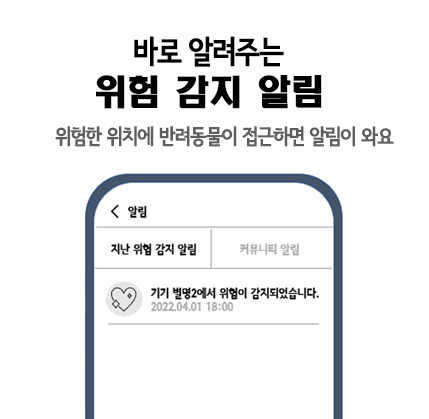 바로 알려주는
위험 감지 알림
위험한 위치에 반려동물이 접근하면 알림이 와요
< 알림
지난 위험 감지 알림
커뮤니티 알림
기기 별명2에서 위험이 감지되었습니다.
2022.04.01 18:00